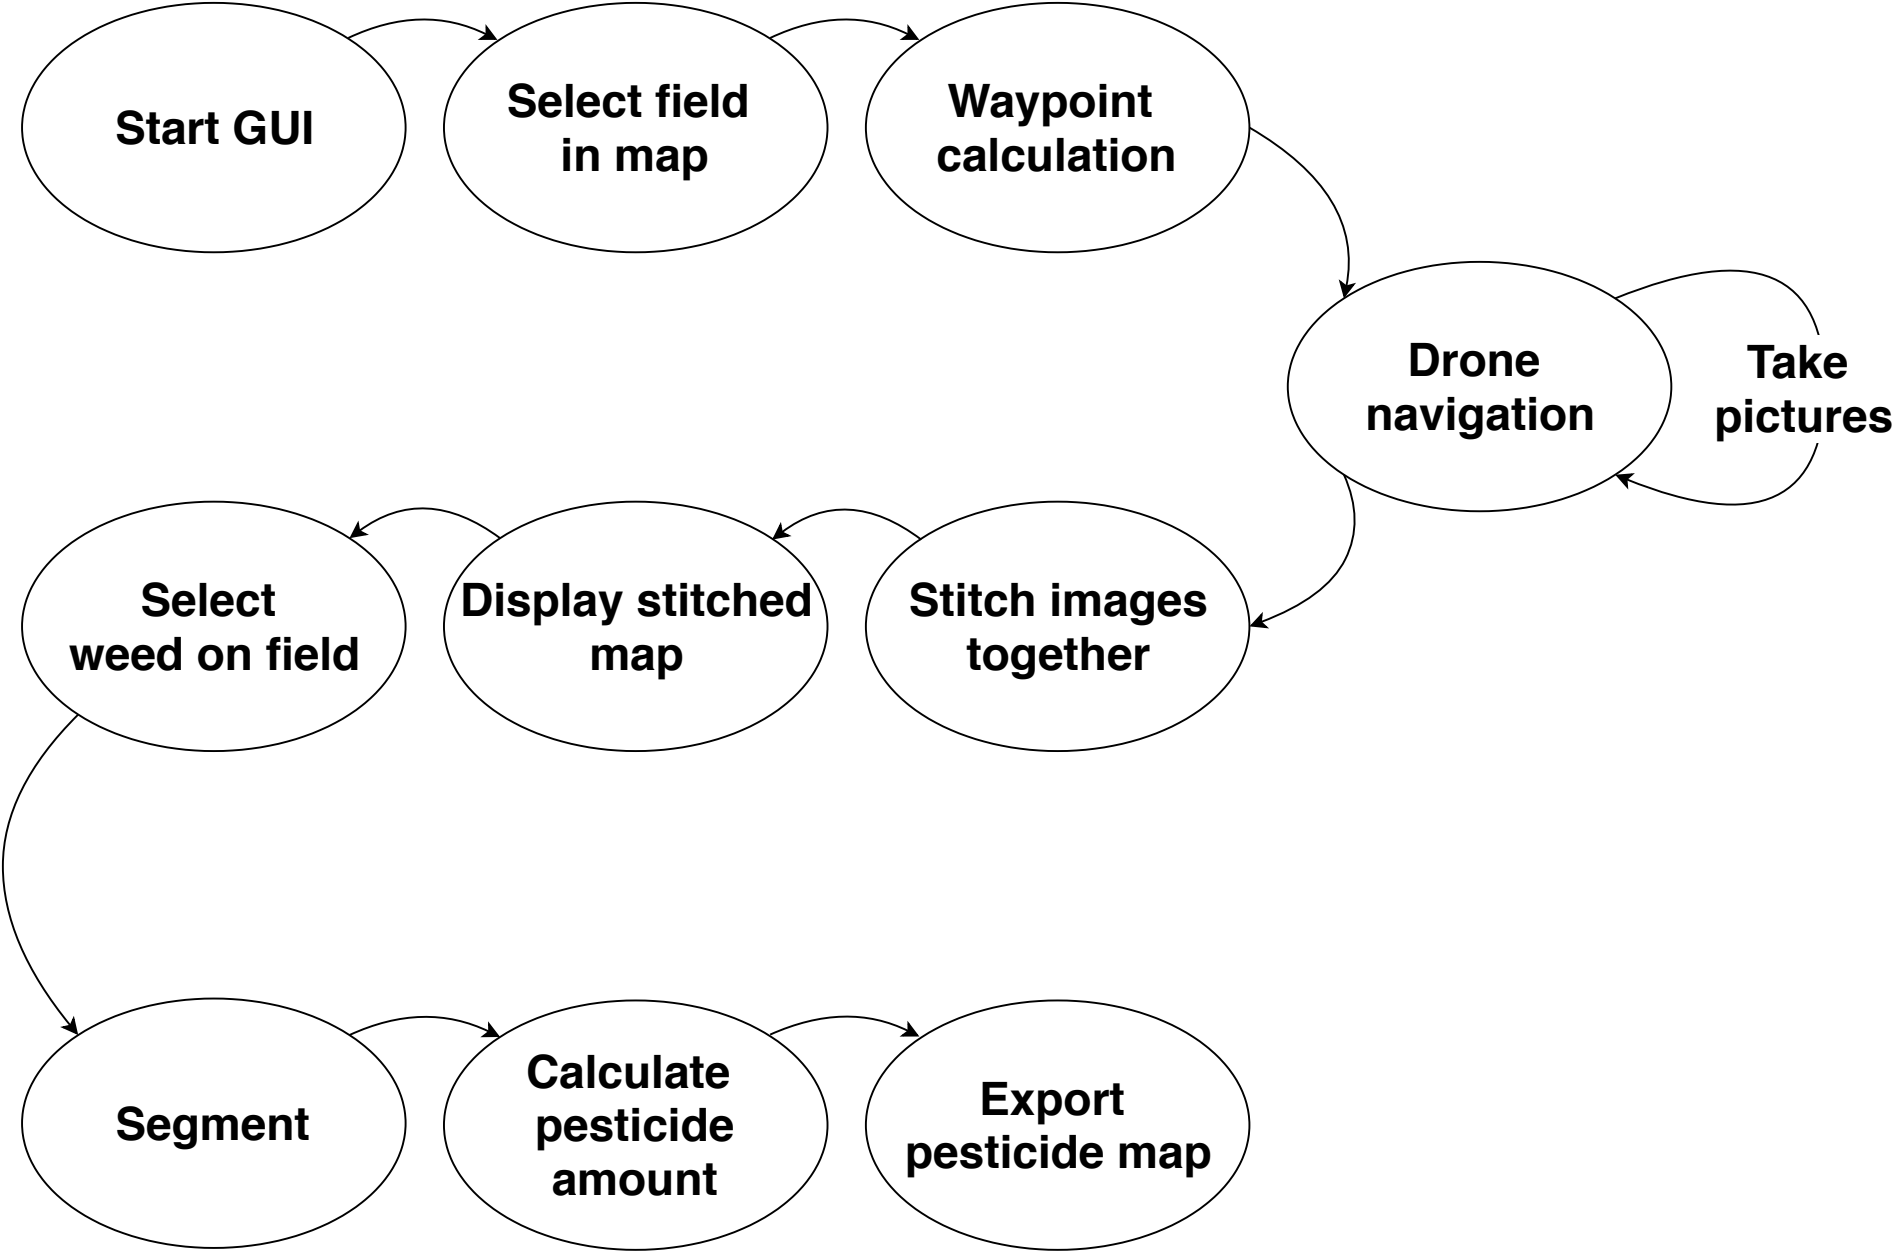 Start GUI
Select field
in map
Waypoint
calculation
Drone
navigation
Take
pictures
Stitch images
together
Display stitched
map
Select
weed on field
Segment
Calculate
pesticide
amount
Export
pesticide map